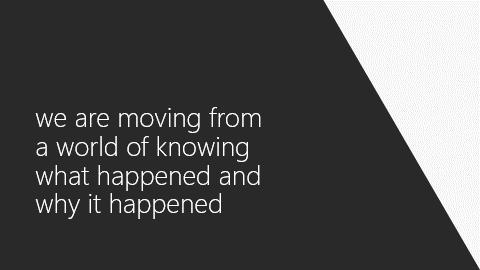 we are moving from
a world of knowing
what happened and
why it happened